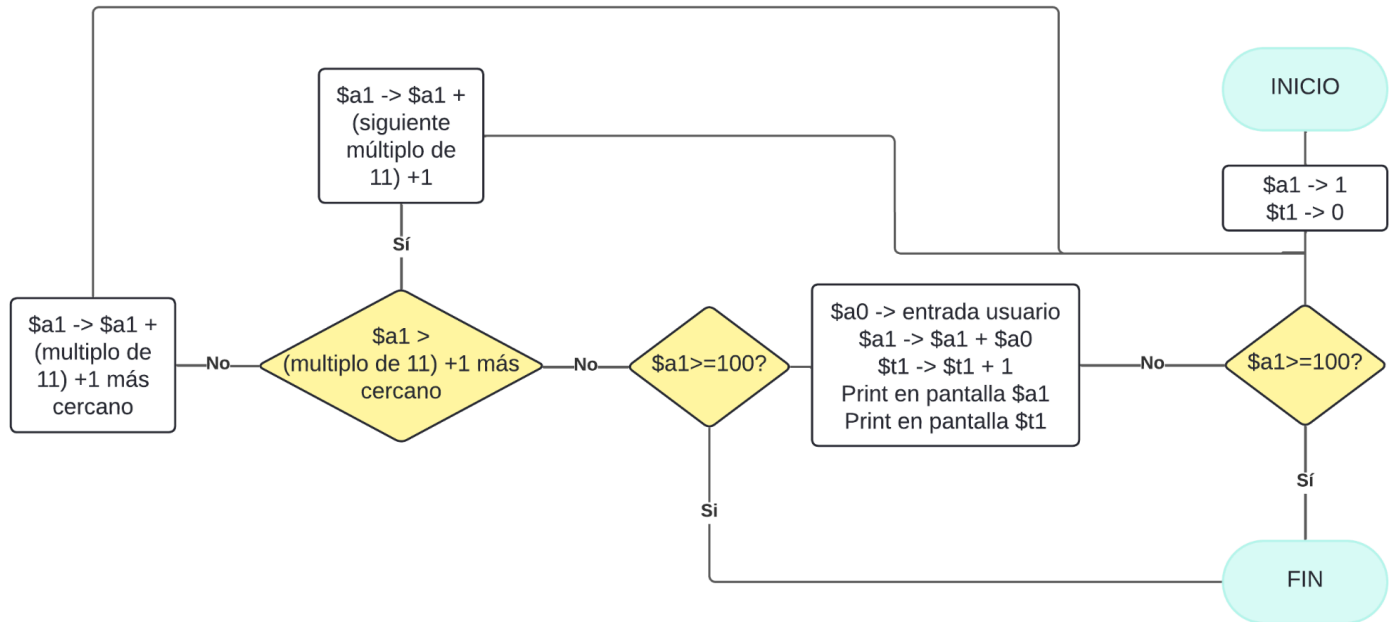 INICIO
$a1 -> 1
$t1 -> 0
$a1>=100?
Sí
FIN
No
$a0 -> entrada usuario
$a1 -> $a1 + $a0
$t1 -> $t1 + 1
Print en pantalla $a1
Print en pantalla $t1
$a1>=100?
Si
No
$a1 >
(multiplo de 11) +1 más
cercano
Sí
$a1 -> $a1 +
(siguiente
múltiplo de
11) +1
No
$a1 -> $a1 +
(multiplo de
11) +1 más
cercano